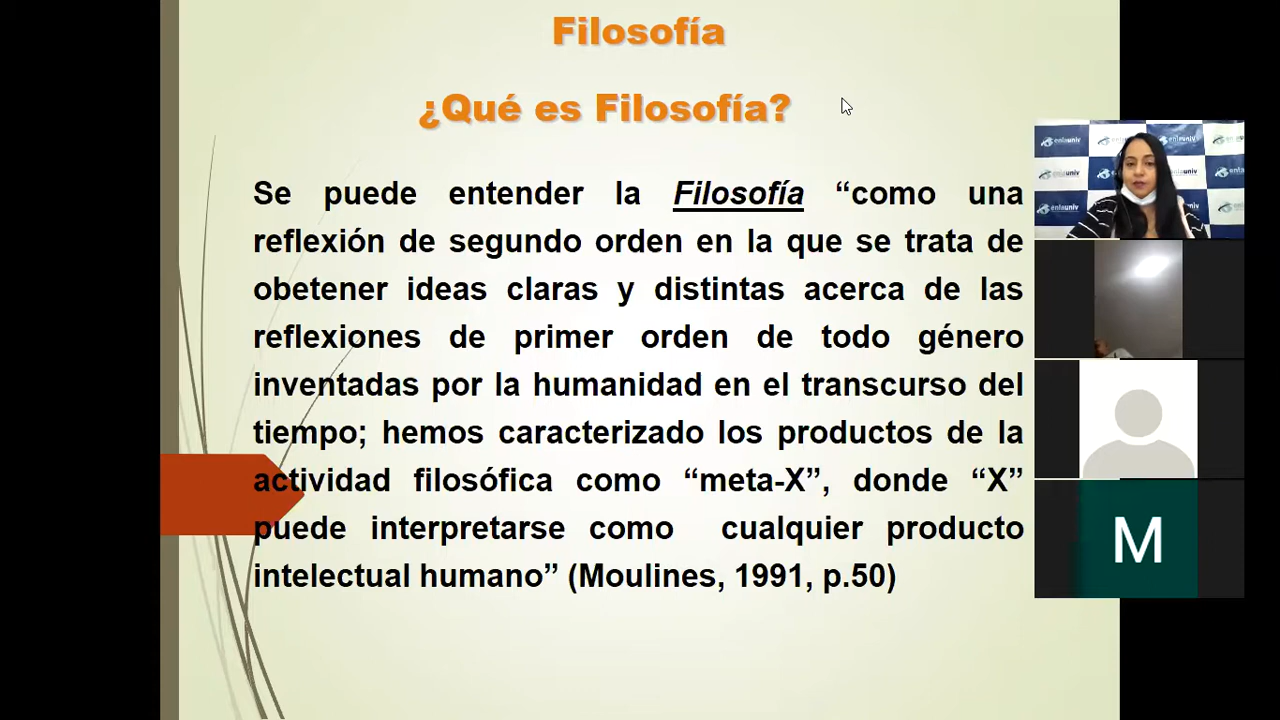 Filosofía
¿Qué es Filosofía?
Se puede entender la Filosofía “como una
reflexión de segundo orden en la que se trata de
obetener ideas claras y distintas acerca de las
reflexiones de primer orden de todo género
inventadas por la humanidad en el transcurso del
tiempo; hemos caracterizado los productos de la
actividad filosófica como “meta-X”, donde “X”
puede interpretarse como cualquier producto
intelectual humano” (Moulines, 1991, p.50)
enlauniv
M